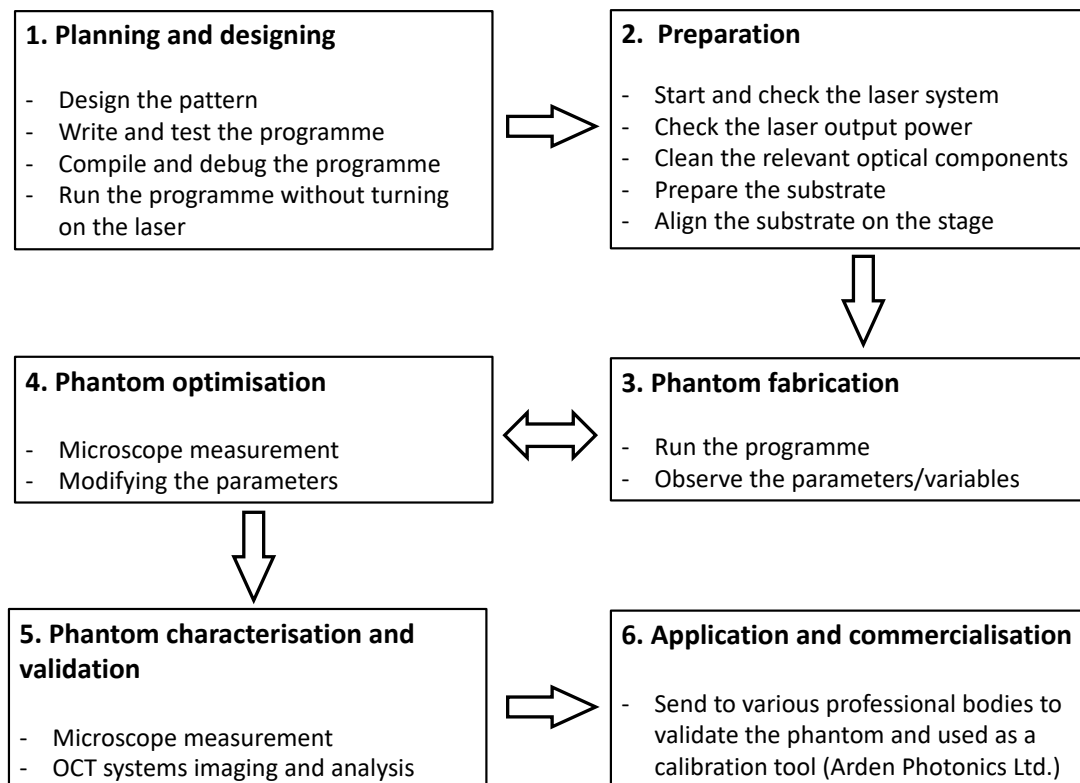 1. Planning and designing
- Design the pattern
- Write and test the programme
- Compile and debug the programme
- Run the programme without turning
on the laser
2. Preparation
- Start and check the laser system
- Check the laser output power
- Clean the relevant optical components
- Prepare the substrate
- Align the substrate on the stage
3. Phantom fabrication
- Run the programme
- Observe the parameters/variables
4. Phantom optimisation
- Microscope measurement
- Modifying the parameters
5. Phantom characterisation and
validation
- Microscope measurement
- OCT systems imaging and analysis
6. Application and commercialisation
- Send to various professional bodies to
validate the phantom and used as a
calibration tool (Arden Photonics Ltd.)